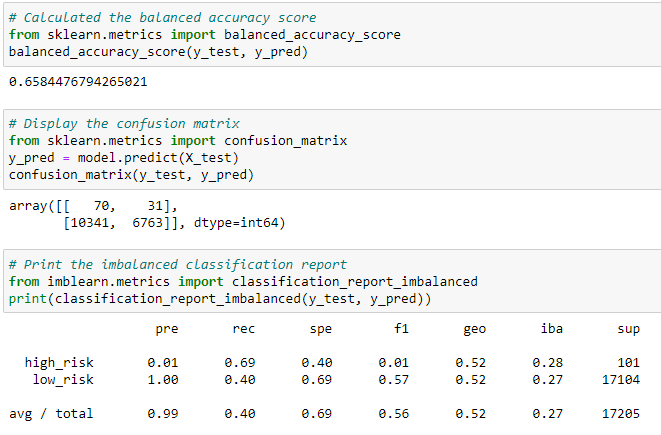 # Calculated the balanced accuracy score
from sklearn.metrics import balanced_accuracy_score
balanced_accuracy_score(y_test, y_pred)
0.6584476794265021
# Display the confusion matrix
from sklearn.metrics import confusion_matrix
y_pred = model.predict(X_test)
confusion_matrix(y_test, y_pred)
array([[   70,    31],
       [10341,  6763]], dtype=int64)
# Print the imbalanced classification report
from imblearn.metrics import classification_report_imbalanced
print(classification_report_imbalanced(y_test, y_pred))
                   pre       rec       spe        f1       geo       iba       sup
  high_risk       0.01      0.69      0.40      0.01      0.52      0.28       101
   low_risk       1.00      0.40      0.69      0.57      0.52      0.27     17104
avg / total       0.99      0.40      0.69      0.56      0.52      0.27     17205